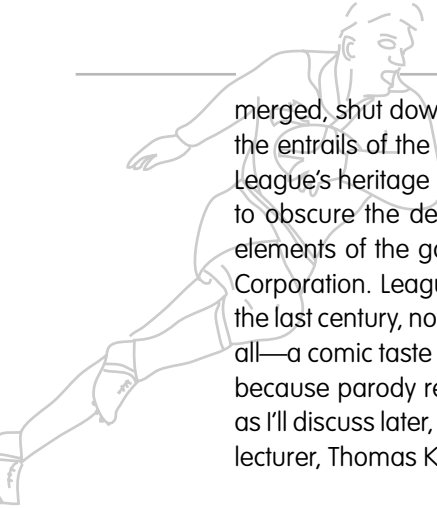 merged, shut dow
the entrails of the
League's heritage
to obscure the de
elements of the g
Corporation. Leagu
the last century, no
all—a comic taste
because parody re
as I'll discuss later,
lecturer, Thomas K